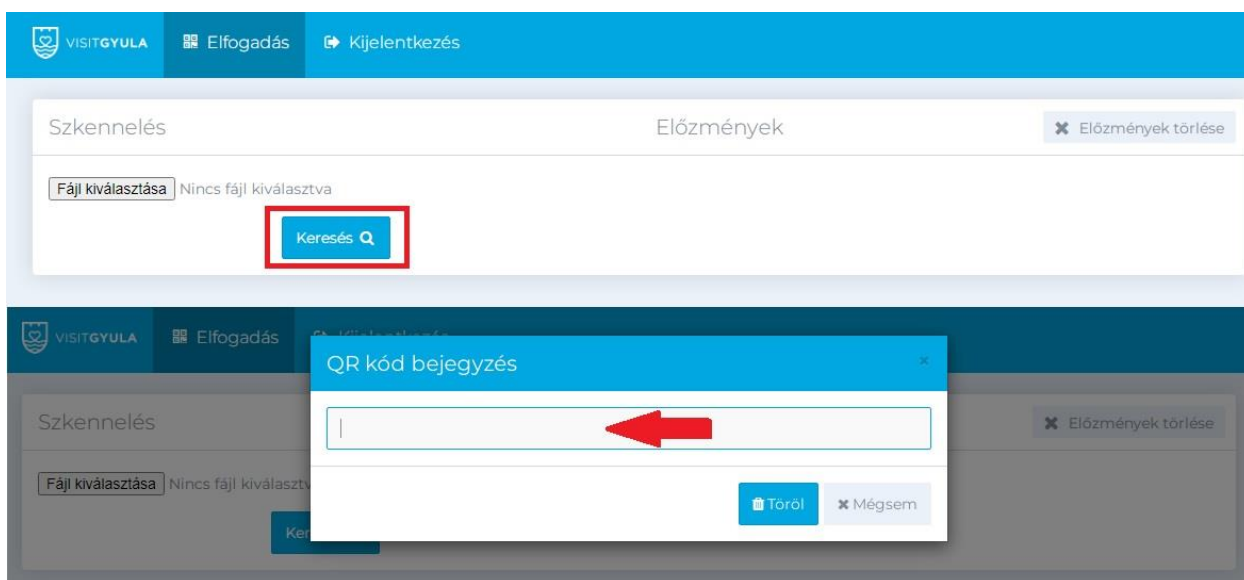 VISITGYULA Elfogadás Kijelentkezés
Szkennelés Előzmények Előzmények törlése
Fájl kiválasztása Nincs fájl kiválasztva
Keresés
VISITGYULA Elfogadás
QR kód bejegyzés
Szkennelés Előzmények törlése
Fájl kiválasztása Nincs fájl
Töröl Mégsem